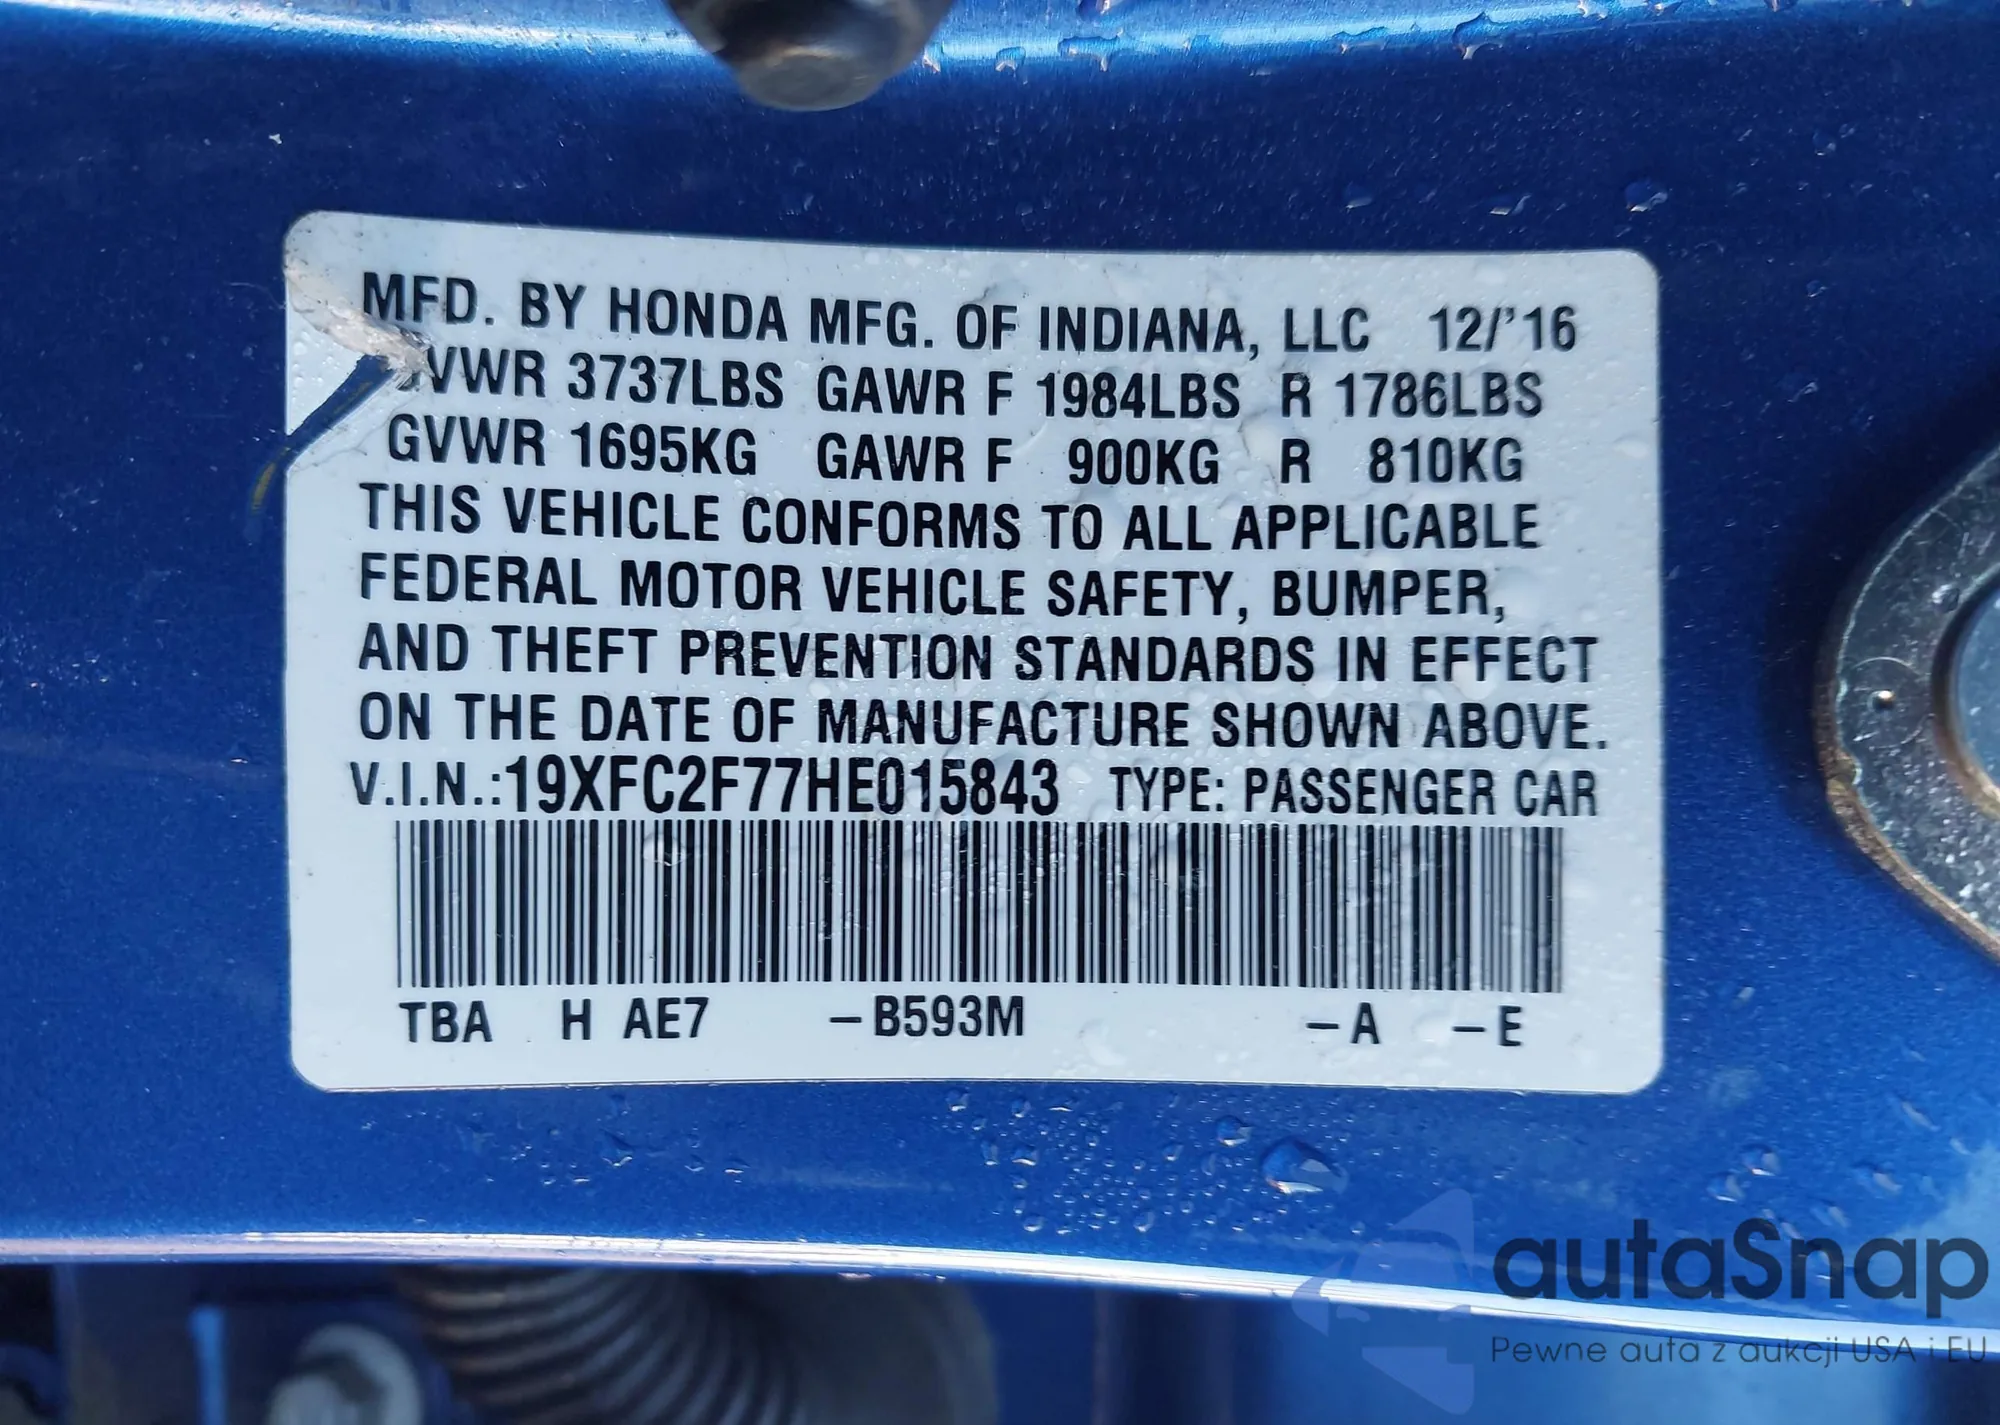 MFD. BY HONDA MFG. OF INDIANA, LLC 12/'16
GVWR 3737LBS GAWR F 1984LBS R 1786LBS
GVWR 1695KG GAWR F 900KG R 810KG
THIS VEHICLE CONFORMS TO ALL APPLICABLE
FEDERAL MOTOR VEHICLE SAFETY, BUMPER,
AND THEFT PREVENTION STANDARDS IN EFFECT
ON THE DATE OF MANUFACTURE SHOWN ABOVE.
V.I.N.:19XFC2F77HE015843 TYPE: PASSENGER CAR
TBA H AE7 –B593M –A –E
autaSnap
Pewne auta z aukcji USA i EU